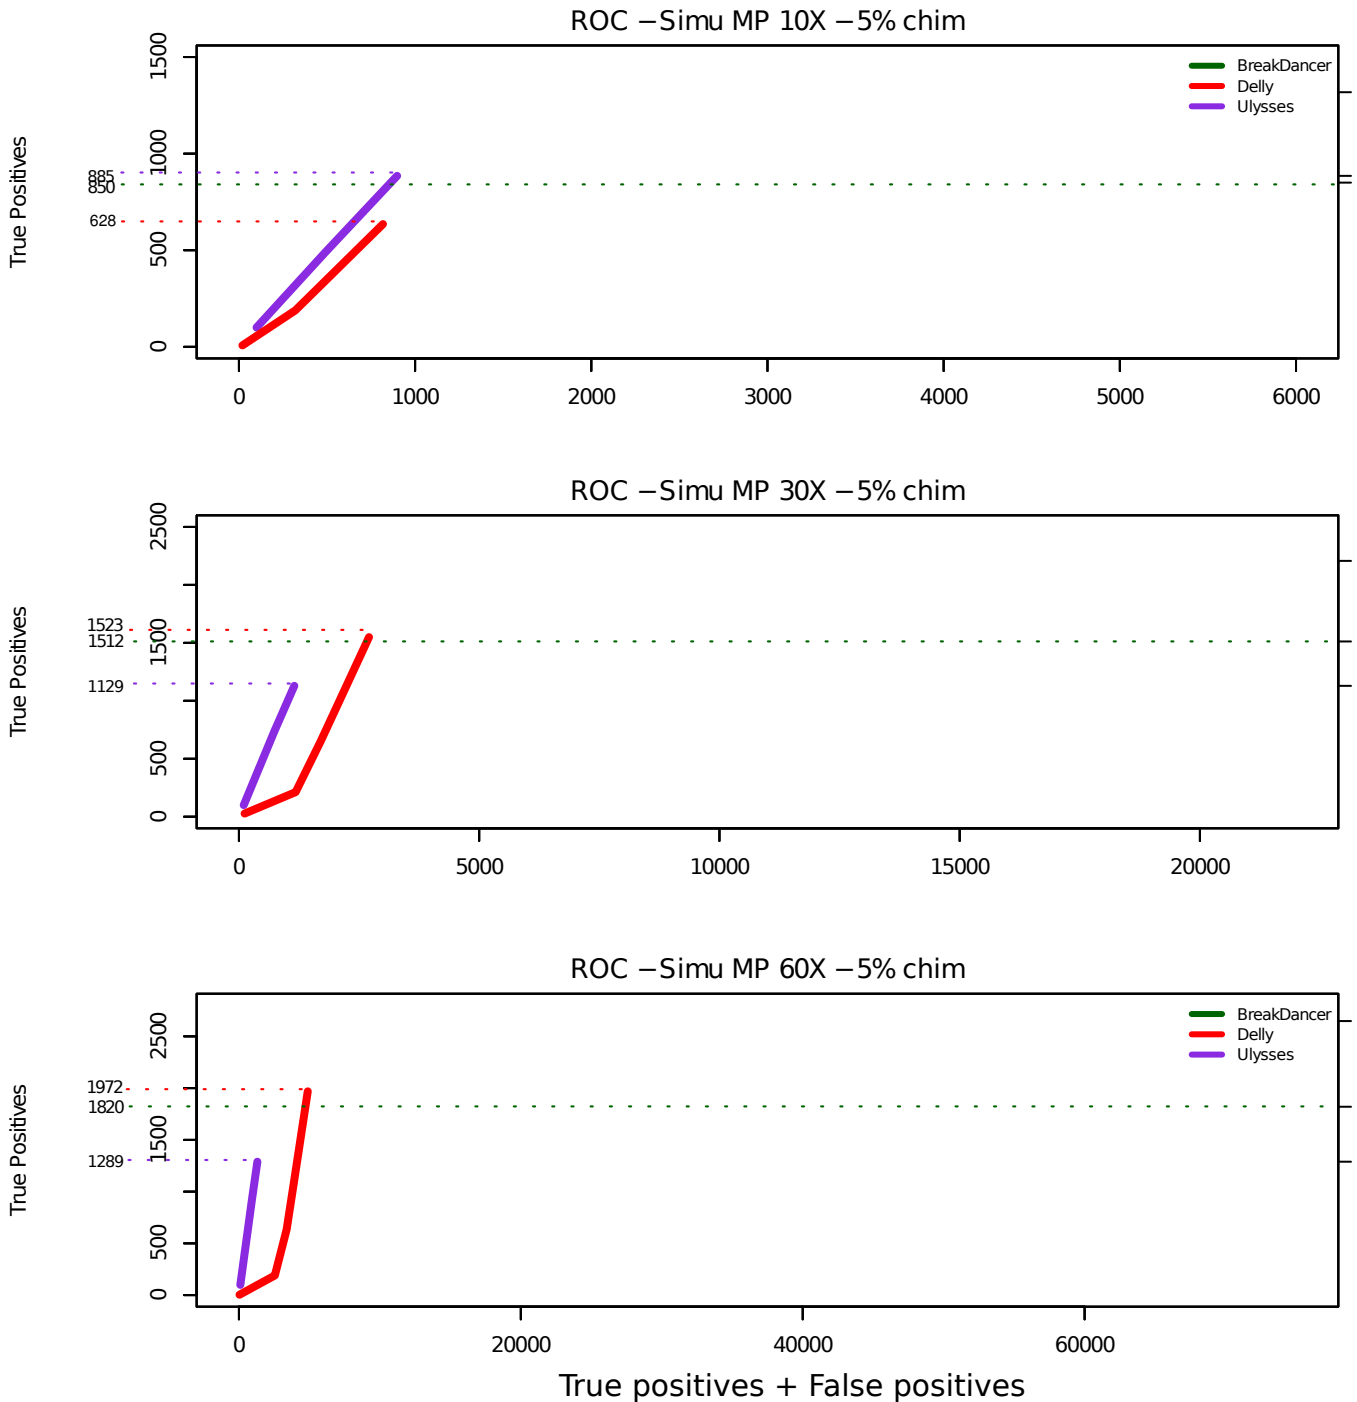 ROC −Simu MP 10X −5% chim
True Positives
0
500
1000
1500
885
850
628
BreakDancer
Delly
Ulysses
0 1000 2000 3000 4000 5000 6000
ROC −Simu MP 30X −5% chim
True Positives
0
500
1500
2500
1523
1512
1129
0 5000 10000 15000 20000
ROC −Simu MP 60X −5% chim
True Positives
0
500
1500
2500
1972
1820
1289
BreakDancer
Delly
Ulysses
0 20000 40000 60000
True positives + False positives